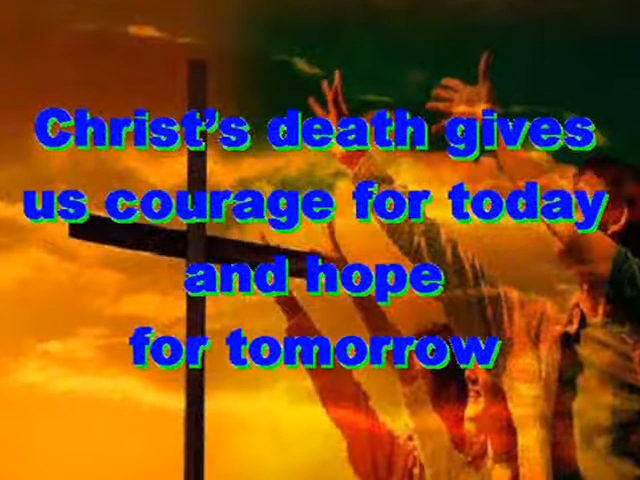 Christ’s death gives
us courage for today
and hope
for tomorrow